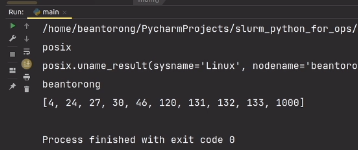 Run:
main
/home/beantorong/PycharmProjects/slurm_python_for_ops/
posix
posix.uname_result(sysname='Linux', nodename='beantoro
beantorong
[4, 24, 27, 30, 46, 120, 131, 132, 133, 1000]
Process finished with exit code 0